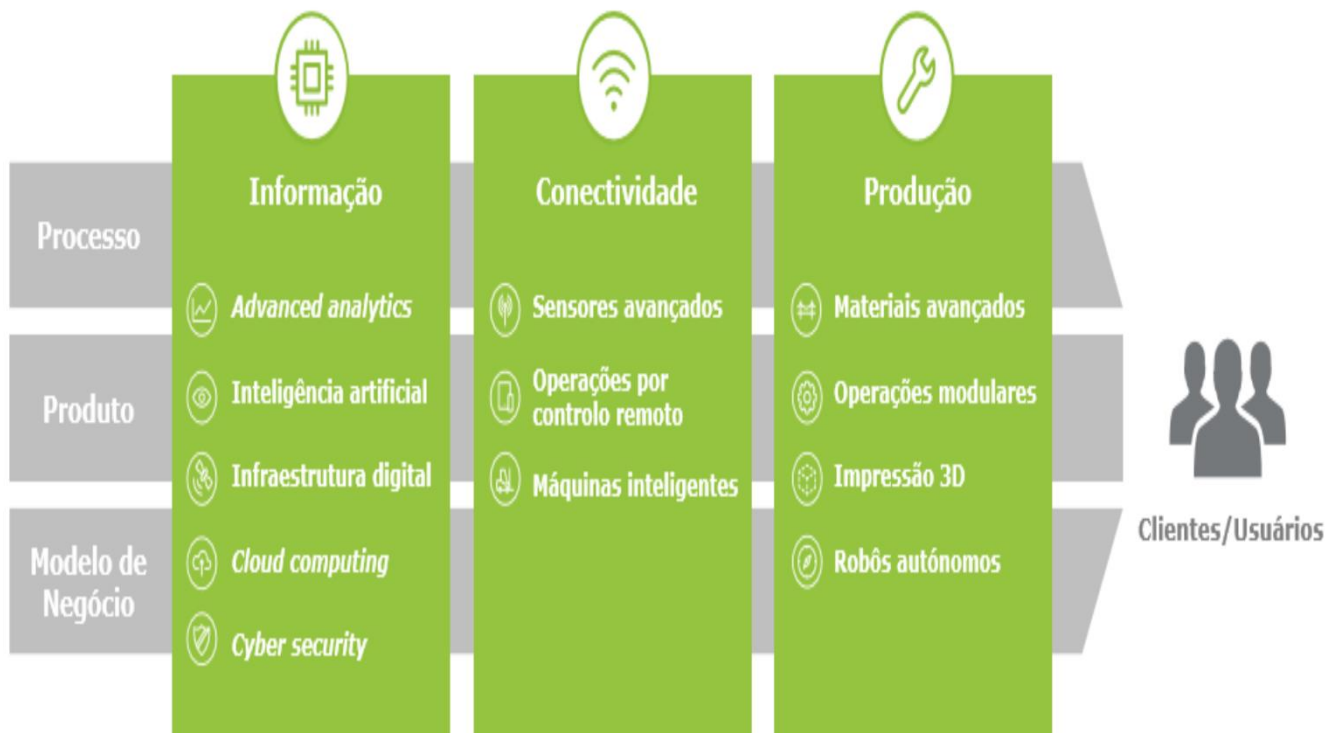 Processo
Produto
Modelo de
Negócio
Informação
Advanced analytics
Inteligência artificial
Infraestrutura digital
Cloud computing
Cyber security
Conectividade
Sensores avançados
Operações por
controlo remoto
Máquinas inteligentes
Produção
Materiais avançados
Operações modulares
Impressão 3D
Robôs autónomos
Clientes/Usuários